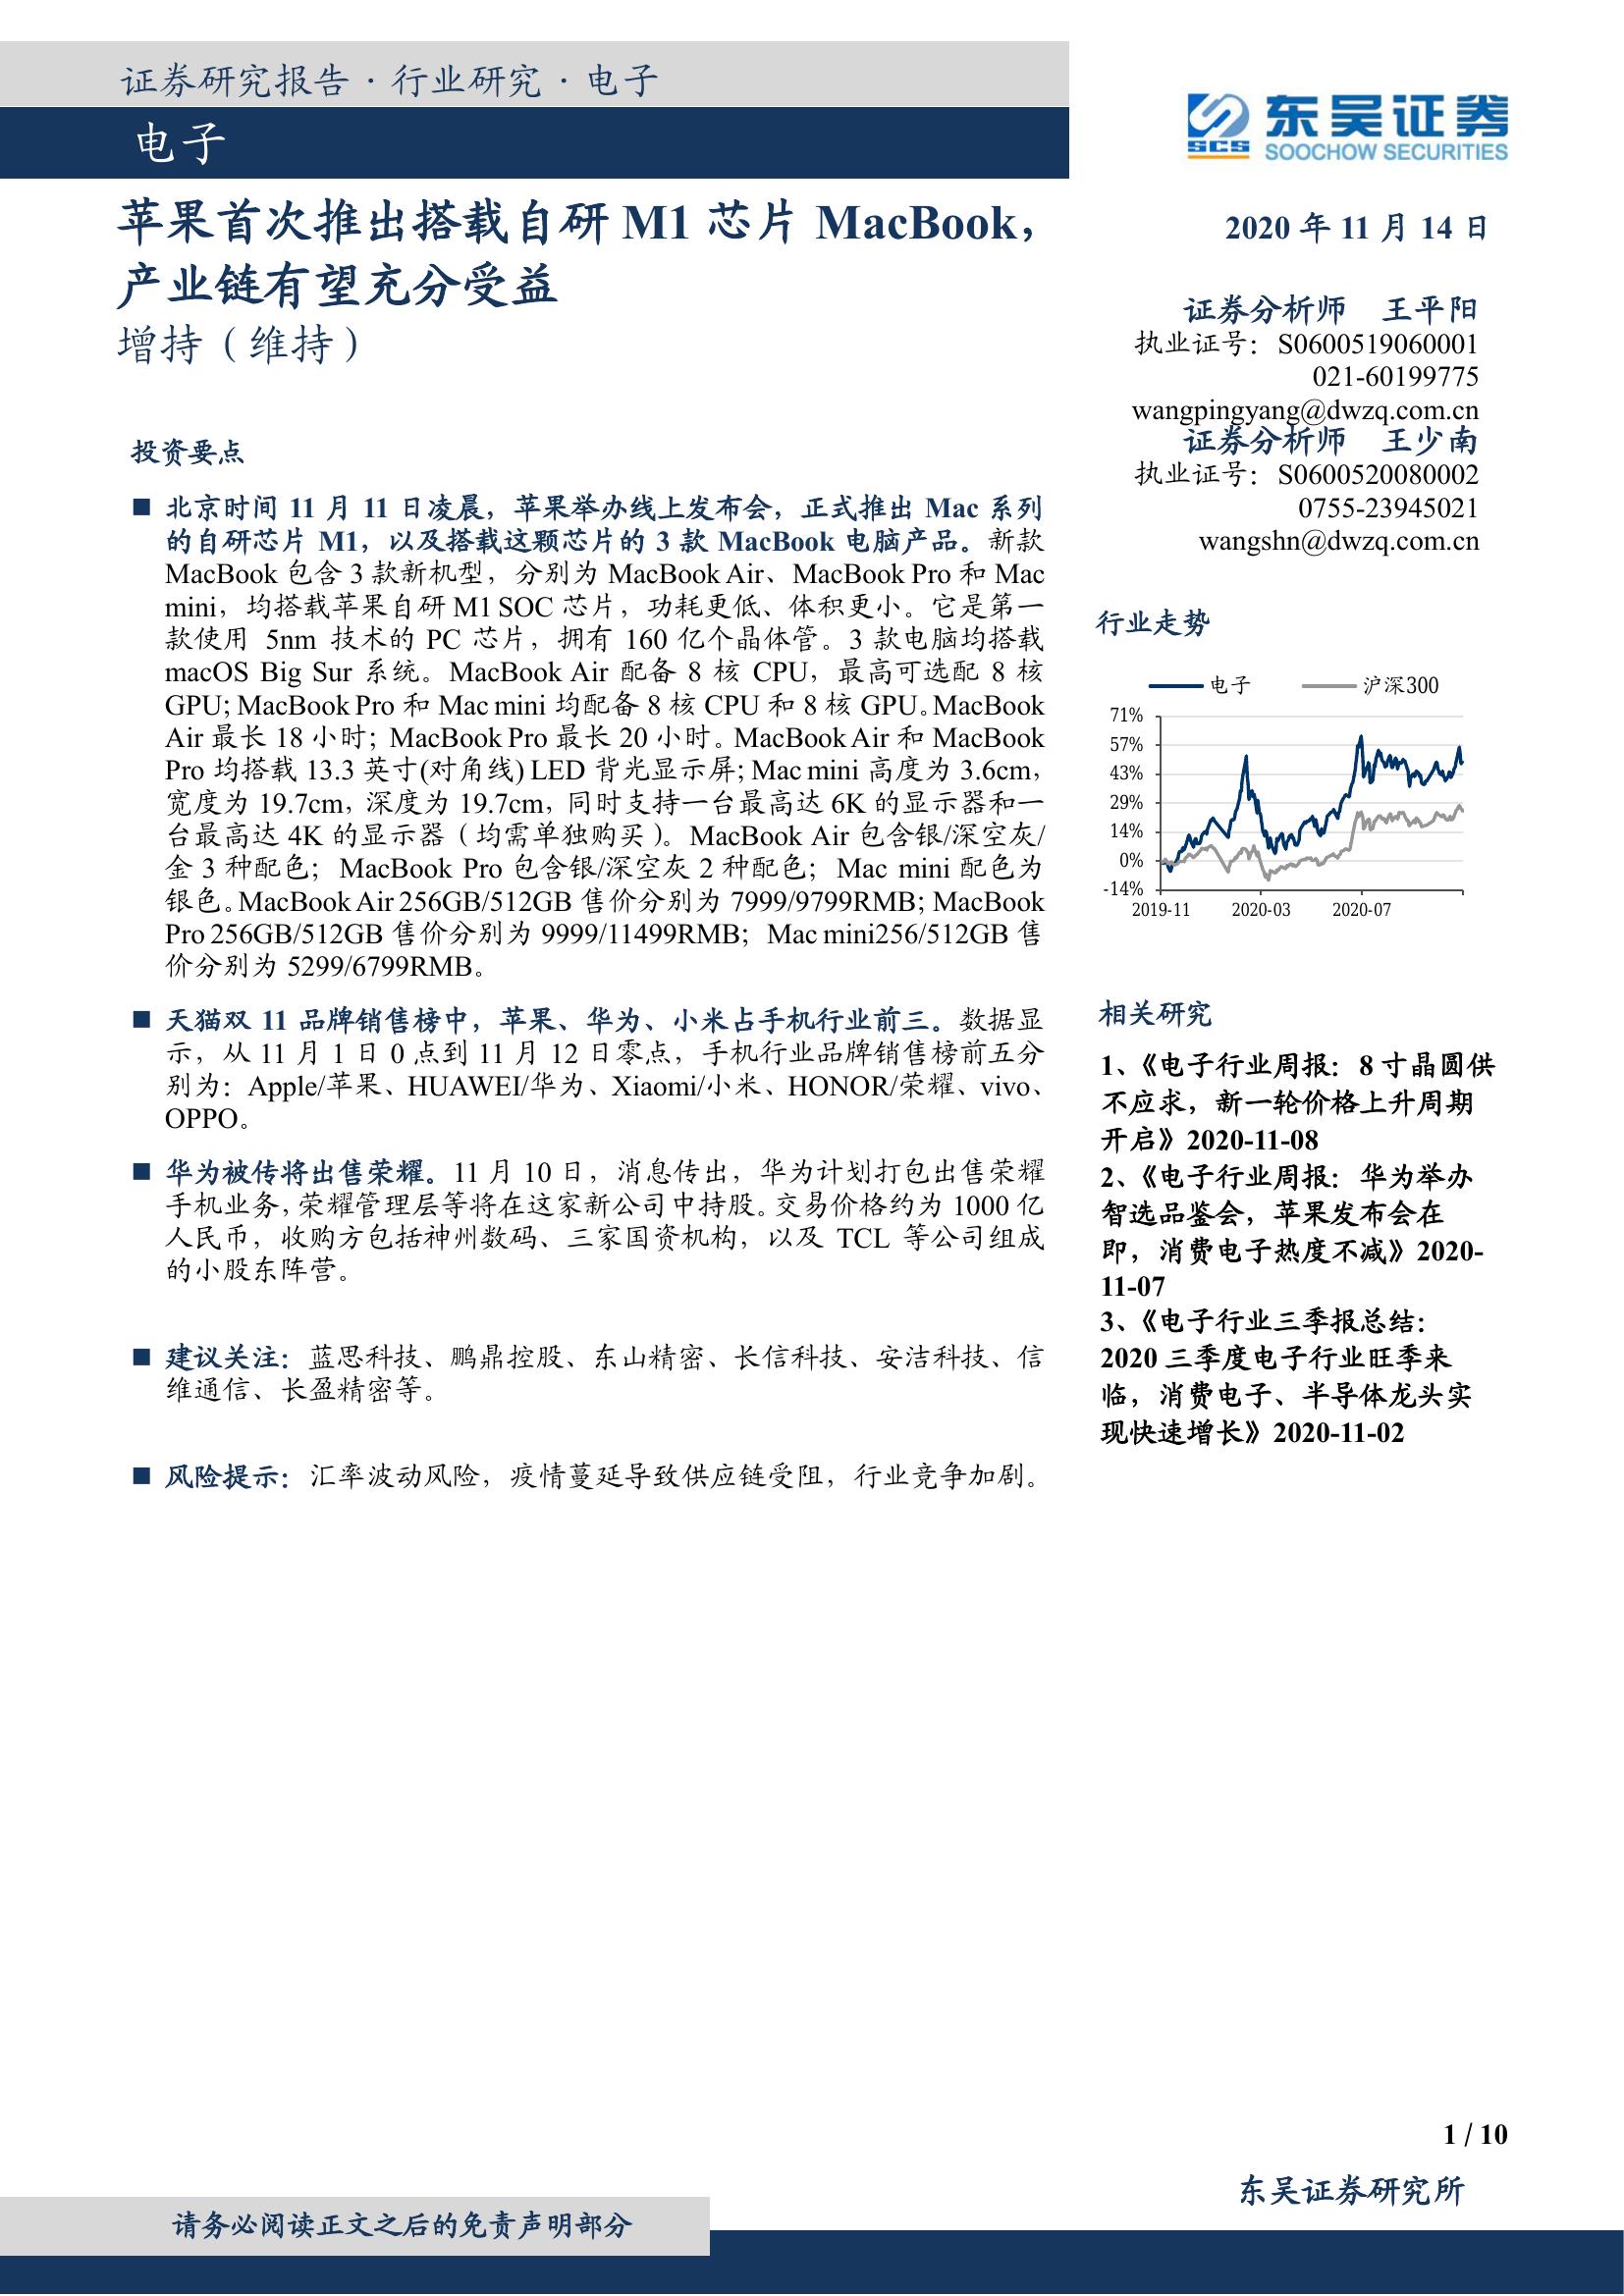 证券研究报告 · 行业研究 · 电子
电子
SCS
东吴证券
SOOCHOW SECURITIES
苹果首次推出搭载自研 M1 芯片 MacBook，
产业链有望充分受益
增持（维持）
2020 年 11 月 14 日
证券分析师 王平阳
执业证号：S0600519060001
021-60199775
wangpingyang@dwzq.com.cn
证券分析师 王少南
执业证号：S0600520080002
0755-23945021
wangshn@dwzq.com.cn
投资要点
■ 北京时间 11 月 11 日凌晨，苹果举办线上发布会，正式推出 Mac 系列
的自研芯片 M1，以及搭载这颗芯片的 3 款 MacBook 电脑产品。新款
MacBook 包含 3 款新机型，分别为 MacBook Air、MacBook Pro 和 Mac
mini，均搭载苹果自研 M1 SOC 芯片，功耗更低、体积更小。它是第一
款使用 5nm 技术的 PC 芯片，拥有 160 亿个晶体管。3 款电脑均搭载
macOS Big Sur 系统。MacBook Air 配备 8 核 CPU，最高可选配 8 核
GPU; MacBook Pro 和 Mac mini 均配备 8 核 CPU 和 8 核 GPU。MacBook
Air 最长 18 小时；MacBook Pro 最长 20 小时。MacBook Air 和 MacBook
Pro 均搭载 13.3 英寸(对角线) LED 背光显示屏; Mac mini 高度为 3.6cm，
宽度为 19.7cm，深度为 19.7cm，同时支持一台最高达 6K 的显示器和一
台最高达 4K 的显示器（均需单独购买）。MacBook Air 包含银/深空灰/
金 3 种配色；MacBook Pro 包含银/深空灰 2 种配色；Mac mini 配色为
银色。MacBook Air 256GB/512GB 售价分别为 7999/9799RMB; MacBook
Pro 256GB/512GB 售价分别为 9999/11499RMB；Mac mini256/512GB 售
价分别为 5299/6799RMB。
■ 天猫双 11 品牌销售榜中，苹果、华为、小米占手机行业前三。数据显
示，从 11 月 1 日 0 点到 11 月 12 日零点，手机行业品牌销售榜前五分
别为：Apple/苹果、HUAWEI/华为、Xiaomi/小米、HONOR/荣耀、vivo、
OPPO。
■ 华为被传将出售荣耀。11 月 10 日，消息传出，华为计划打包出售荣耀
手机业务，荣耀管理层等将在这家新公司中持股。交易价格约为 1000 亿
人民币，收购方包括神州数码、三家国资机构，以及 TCL 等公司组成
的小股东阵营。
■ 建议关注：蓝思科技、鹏鼎控股、东山精密、长信科技、安洁科技、信
维通信、长盈精密等。
■ 风险提示：汇率波动风险，疫情蔓延导致供应链受阻，行业竞争加剧。
行业走势
电子 沪深300
71%
57%
43%
29%
14%
0%
-14%
2019-11 2020-03 2020-07
相关研究
1、《电子行业周报：8 寸晶圆供
不应求，新一轮价格上升周期
开启》2020-11-08
2、《电子行业周报：华为举办
智选品鉴会，苹果发布会在
即，消费电子热度不减》2020-
11-07
3、《电子行业三季报总结：
2020 三季度电子行业旺季来
临，消费电子、半导体龙头实
现快速增长》2020-11-02
1 / 10
东吴证券研究所
请务必阅读正文之后的免责声明部分